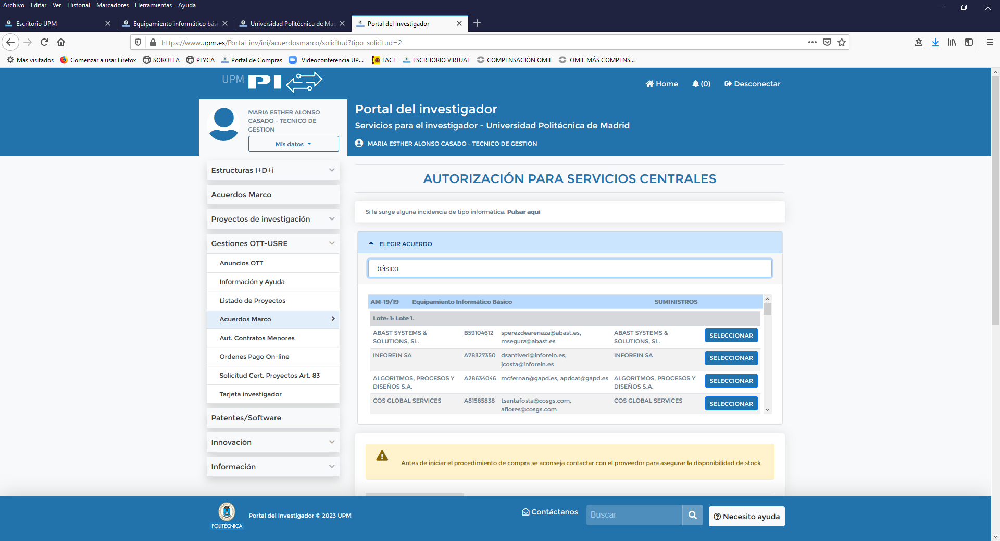 Archivo Editar Ver Historial Marcadores Herramientas Ayuda
Escritorio UPM
Equipamiento informático bási
Universidad Politécnica de Mad
Portal del Investigador
https://www.upm.es/Portal_inv/ini/acuerdosmarco/solicitud?tipo_solicitud=2
Más visitados Comenzar a usar Firefox SOROLLA PLYCA Portal de Compras Videoconferencia UP... FACE ESCRITORIO VIRTUAL COMPENSACIÓN OMIE OMIE MÁS COMPENS...
UPM PI
Home (0) Desconectar
MARIA ESTHER ALONSO
CASADO - TECNICO DE
GESTION
Mis datos
Portal del investigador
Servicios para el investigador - Universidad Politécnica de Madrid
MARIA ESTHER ALONSO CASADO - TECNICO DE GESTION
Estructuras I+D+i
Acuerdos Marco
Proyectos de investigación
Gestiones OTT-USRE
Anuncios OTT
Información y Ayuda
Listado de Proyectos
Acuerdos Marco
Aut. Contratos Menores
Ordenes Pago On-line
Solicitud Cert. Proyectos Art. 83
Tarjeta investigador
Patentes/Software
Innovación
Información
AUTORIZACIÓN PARA SERVICIOS CENTRALES
Si le surge alguna incidencia de tipo informática: Pulsar aquí
ELEGIR ACUERDO
básico
AM-19/19 Equipamiento Informático Básico SUMINISTROS
Lote: 1: Lote 1.
ABAST SYSTEMS & B59104612 sperezdearenaza@abast.es, ABAST SYSTEMS & SELECCIONAR
SOLUTIONS, SL. msegura@abast.es SOLUTIONS, SL.
INFOREIN SA A78327350 dsantiveri@inforein.es, INFOREIN SA SELECCIONAR
jcosta@inforein.es
ALGORITMOS, PROCESOS Y A28634046 mcfernan@gapd.es, apdcat@gapd.es ALGORITMOS, PROCESOS Y SELECCIONAR
DISEÑOS S.A. DISEÑOS S.A.
COS GLOBAL SERVICES A81585838 tsantafosta@cosgs.com, COS GLOBAL SERVICES SELECCIONAR
aflores@cosgs.com
Antes de iniciar el procedimiento de compra se aconseja contactar con el proveedor para asegurar la disponibilidad de stock
POLITÉCNICA
Portal del Investigador © 2023 UPM
Contáctanos
Buscar
Necesito ayuda